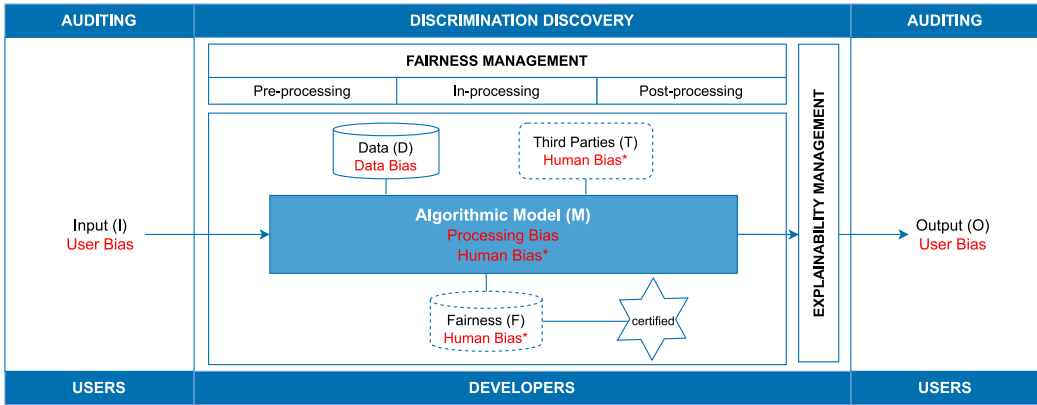 AUDITING
DISCRIMINATION DISCOVERY
AUDITING
FAIRNESS MANAGEMENT
Pre-processing
In-processing
Post-processing
EXPLAINABILITY MANAGEMENT
Data (D)
Data Bias
Third Parties (T)
Human Bias*
Input (I)
User Bias
Algorithmic Model (M)
Processing Bias
Human Bias*
Output (O)
User Bias
Fairness (F)
Human Bias*
certified
USERS
DEVELOPERS
USERS